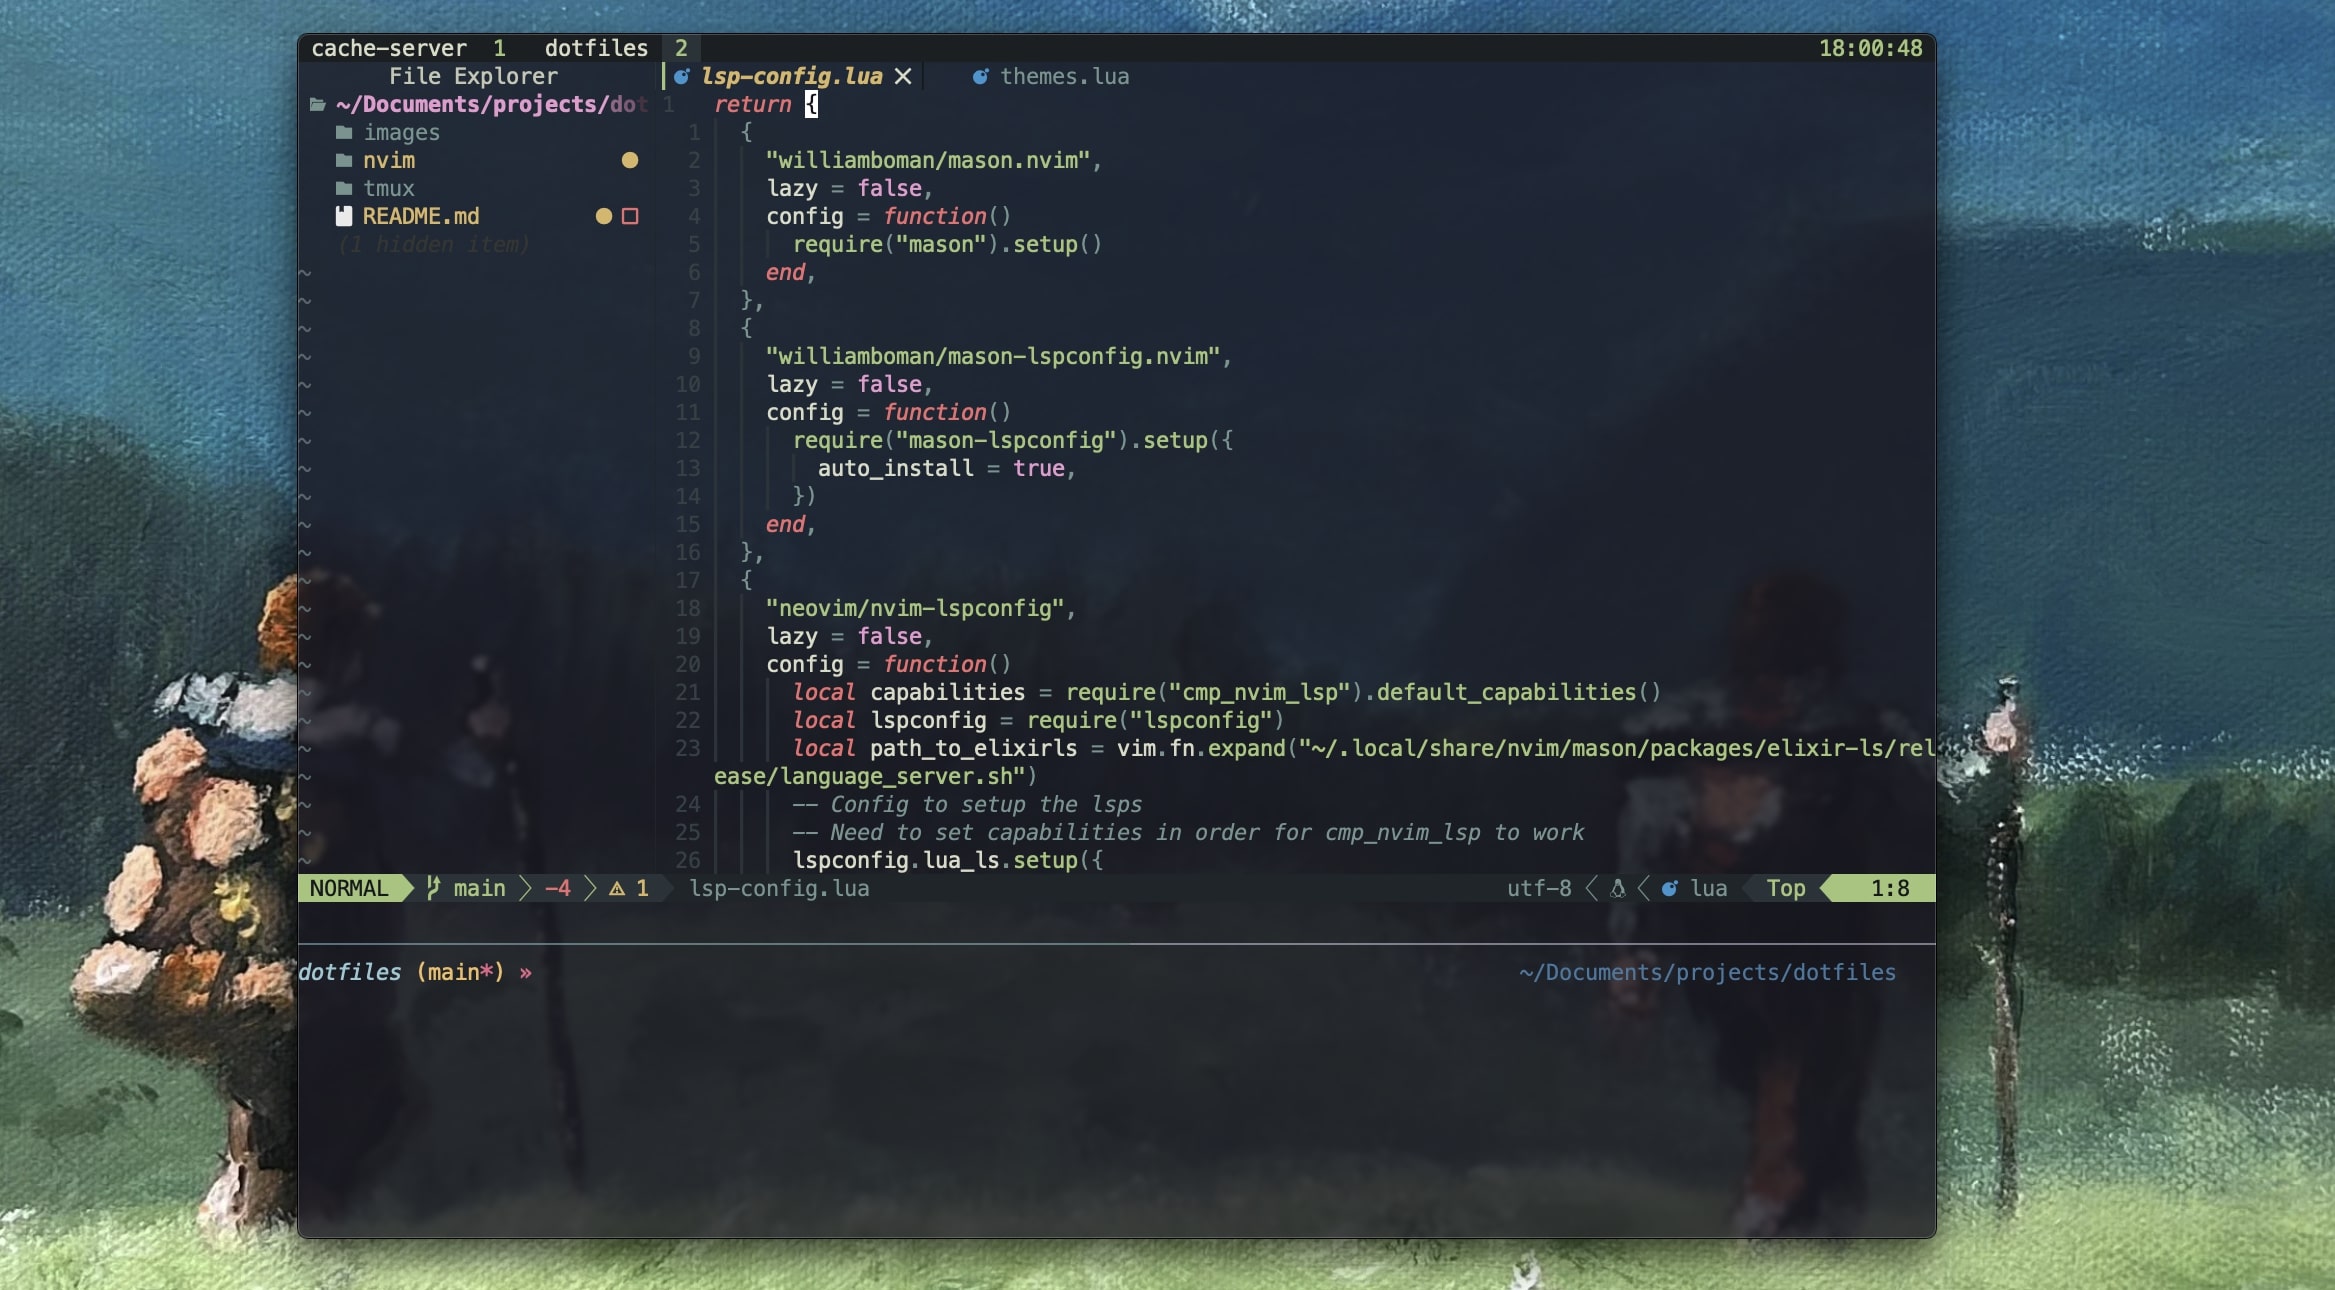 cache-server 1 dotfiles 2 18:00:48
File Explorer
lsp-config.lua themes.lua
~/Documents/projects/dot
images
nvim
tmux
README.md
(1 hidden item)
1 return {
1 {
2 "williamboman/mason.nvim",
3 lazy = false,
4 config = function()
5 require("mason").setup()
6 end,
7 },
8 {
9 "williamboman/mason-lspconfig.nvim",
10 lazy = false,
11 config = function()
12 require("mason-lspconfig").setup({
13 auto_install = true,
14 })
15 end,
16 },
17 {
18 "neovim/nvim-lspconfig",
19 lazy = false,
20 config = function()
21 local capabilities = require("cmp_nvim_lsp").default_capabilities()
22 local lspconfig = require("lspconfig")
23 local path_to_elixirls = vim.fn.expand("~/.local/share/nvim/mason/packages/elixir-ls/rel
ease/language_server.sh")
24 -- Config to setup the lsps
25 -- Need to set capabilities in order for cmp_nvim_lsp to work
26 lspconfig.lua_ls.setup({
NORMAL main -4 1 lsp-config.lua utf-8 lua Top 1:8
dotfiles (main*) » ~/Documents/projects/dotfiles